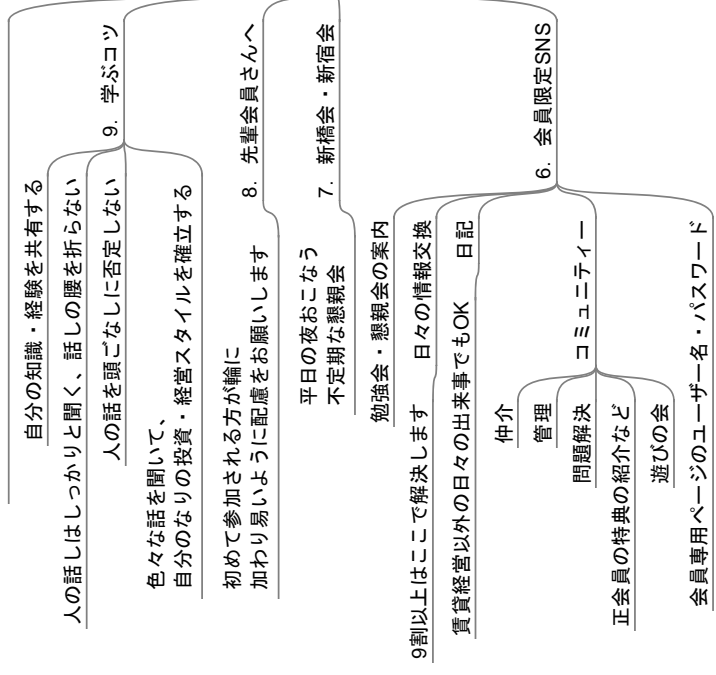 9. 学ぶコツ
自分の知識・経験を共有する
人の話しはしっかりと聞く、話しの腰を折らない
人の話を頭ごなしに否定しない
色々な話を聞いて、
自分のなりの投資・経営スタイルを確立する
8. 先輩会員さんへ
初めて参加される方が輪に
加わり易いように配慮をお願いします
7. 新橋会・新宿会
平日の夜おこなう
不定期な懇親会
6. 会員限定SNS
勉強会・懇親会の案内
日々の情報交換
9割以上はここで解決します
日記
賃貸経営以外の日々の出来事でもOK
コミュニティー
仲介
管理
問題解決
正会員の特典の紹介など
遊びの会
会員専用ページのユーザー名・パスワード